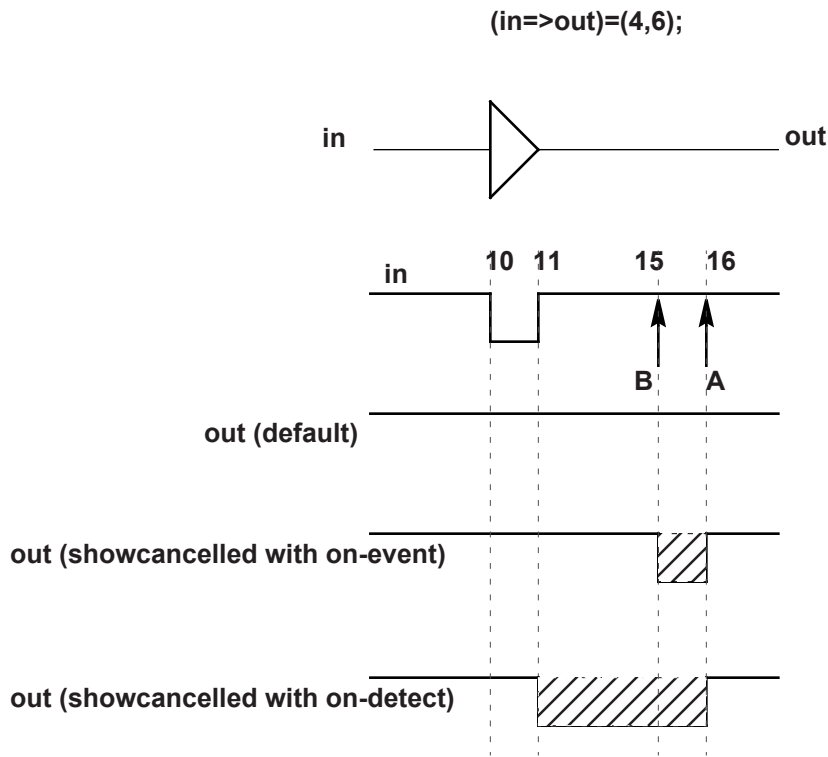 (in=>out)=(4,6);
in out
in 10 11 15 16
B A
out (default)
out (showcancelled with on-event)
out (showcancelled with on-detect)